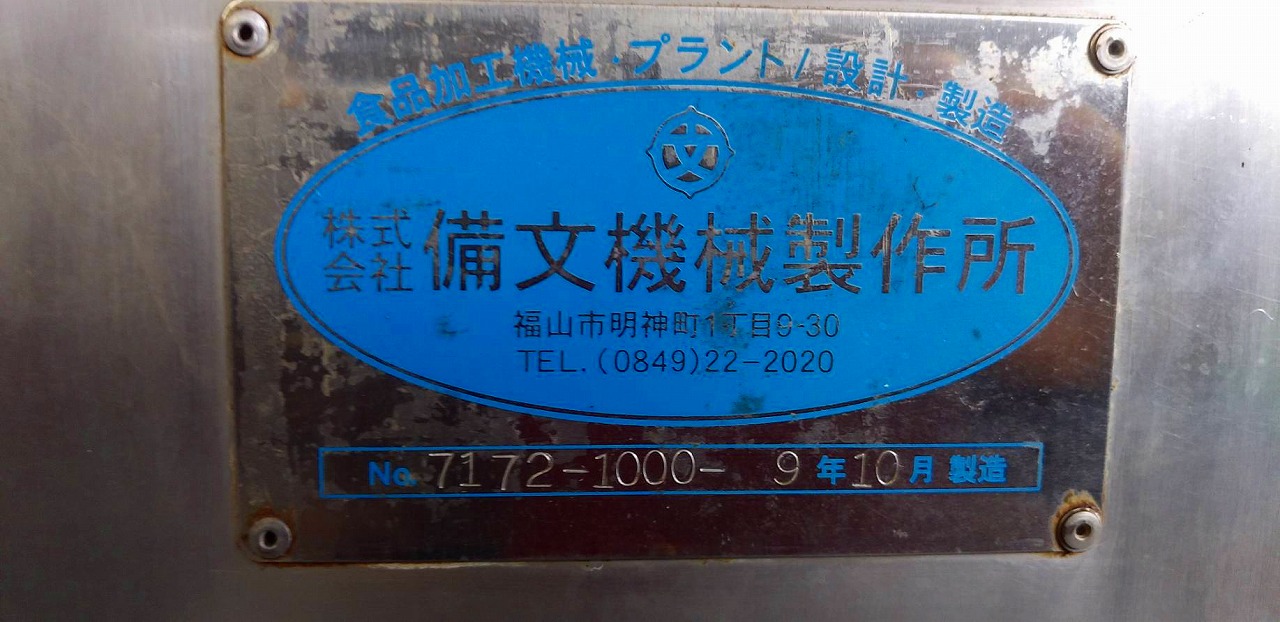 食品加工機械・プラント/設計・製造
文
株式会社 備文機械製作所
福山市明神町1丁目9-30
TEL.(0849)22-2020
No. 7172-1000- 9年10月製造